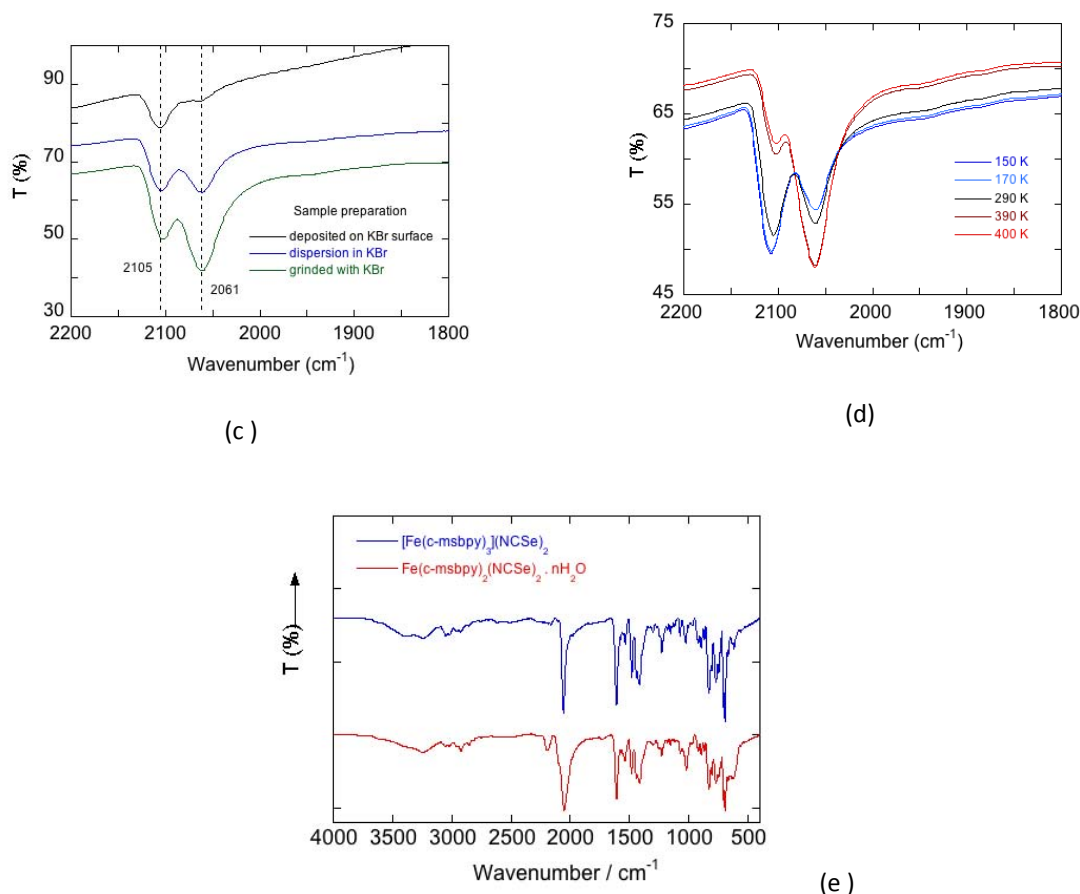 90
70
50
30
T (%)
Sample preparation
deposited on KBr surface
dispersion in KBr
grinded with KBr
2105
2061
2200 2100 2000 1900 1800
Wavenumber (cm⁻¹)
(c )
75
65
55
45
T (%)
150 K
170 K
290 K
390 K
400 K
2200 2100 2000 1900 1800
Wavenumber (cm⁻¹)
(d)
T (%)
[Fe(c-msbpy)₃](NCSe)₂
Fe(c-msbpy)₂(NCSe)₂ . nH₂O
4000 3500 3000 2500 2000 1500 1000 500
Wavenumber / cm⁻¹
(e )